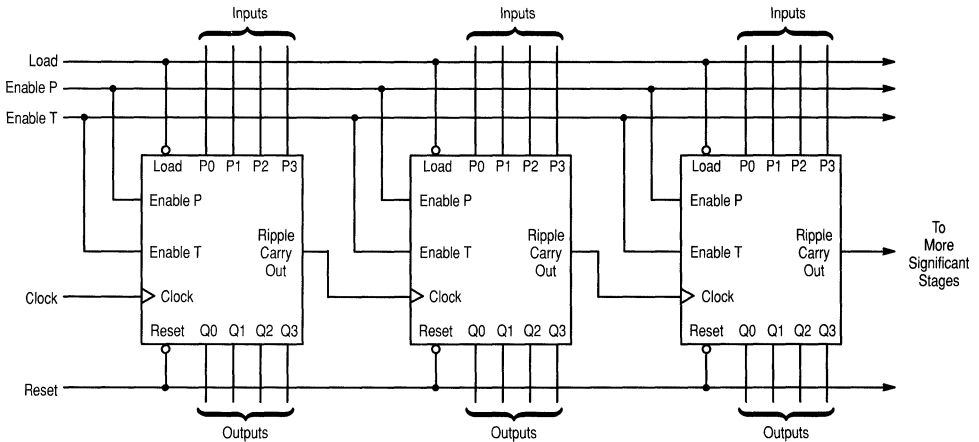 Inputs
Inputs
Inputs
Load
Enable P
Enable T
Load P0 P1 P2 P3
Load P0 P1 P2 P3
Load P0 P1 P2 P3
Enable P
Enable P
Enable P
Enable T
Ripple
Carry
Out
Enable T
Ripple
Carry
Out
Enable T
Ripple
Carry
Out
To
More
Significant
Stages
Clock
Clock
Clock
Clock
Reset Q0 Q1 Q2 Q3
Reset Q0 Q1 Q2 Q3
Reset Q0 Q1 Q2 Q3
Reset
Outputs
Outputs
Outputs